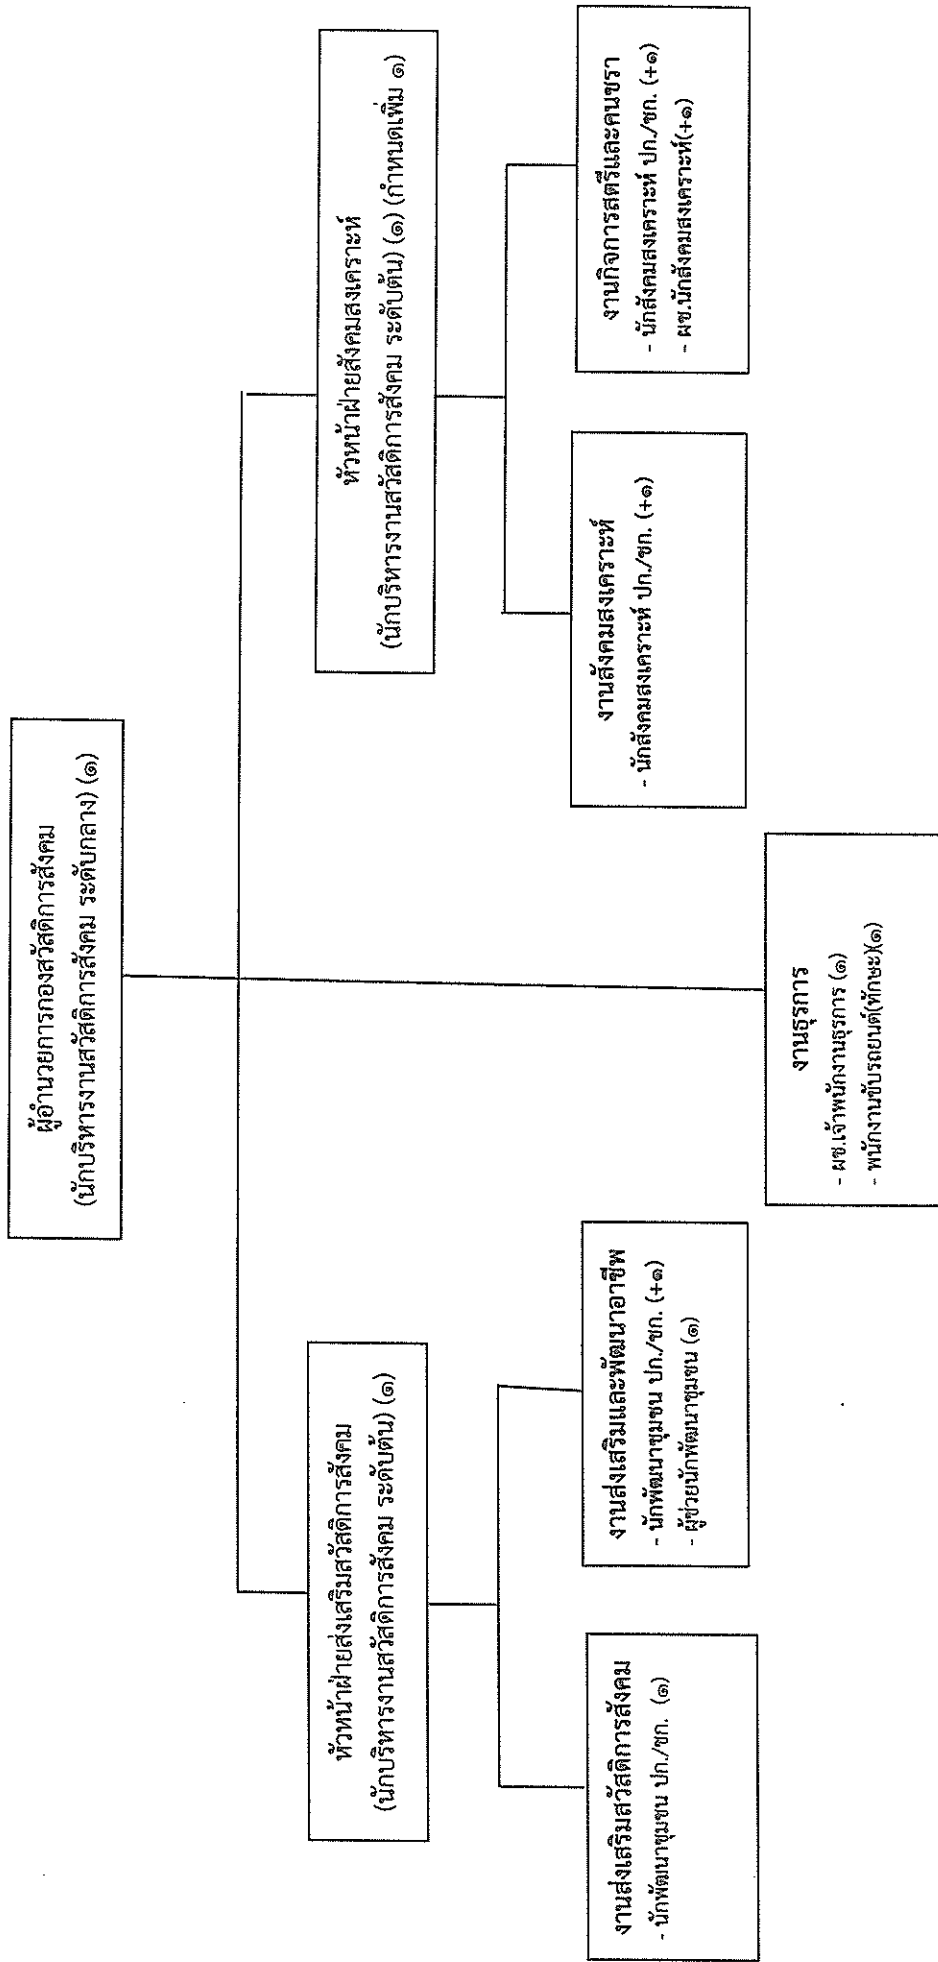 ผู้อำนวยการกองสวัสดิการสังคม
(นักบริหารงานสวัสดิการสังคม ระดับกลาง) (๑)
หัวหน้าฝ่ายส่งเสริมสวัสดิการสังคม
(นักบริหารงานสวัสดิการสังคม ระดับต้น) (๑)
หัวหน้าฝ่ายสังคมสงเคราะห์
(นักบริหารงานสวัสดิการสังคม ระดับต้น) (๑) (กำหนดเพิ่ม ๑)
งานส่งเสริมสวัสดิการสังคม
- นักพัฒนาชุมชน ปก./ชก. (๑)
งานส่งเสริมและพัฒนาอาชีพ
- นักพัฒนาชุมชน ปก./ชก. (+๑)
- ผู้ช่วยนักพัฒนาชุมชน (๑)
งานสังคมสงเคราะห์
- นักสังคมสงเคราะห์ ปก./ชก. (+๑)
งานกิจการสตรีและคนชรา
- นักสังคมสงเคราะห์ ปก./ชก. (+๑)
- ผช.นักสังคมสงเคราะห์(+๑)
งานธุรการ
- ผช.เจ้าพนักงานธุรการ (๑)
- พนักงานขับรถยนต์(ทักษะ)(๑)